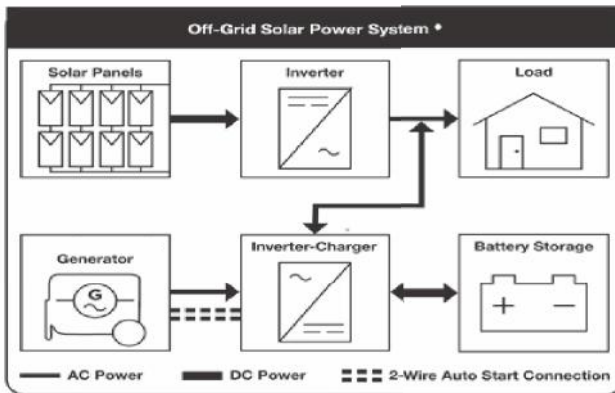 Off-Grid Solar Power System *
Solar Panels
Inverter
Load
Generator
G
Inverter-Charger
Battery Storage
+ −
AC Power
DC Power
2-Wire Auto Start Connection